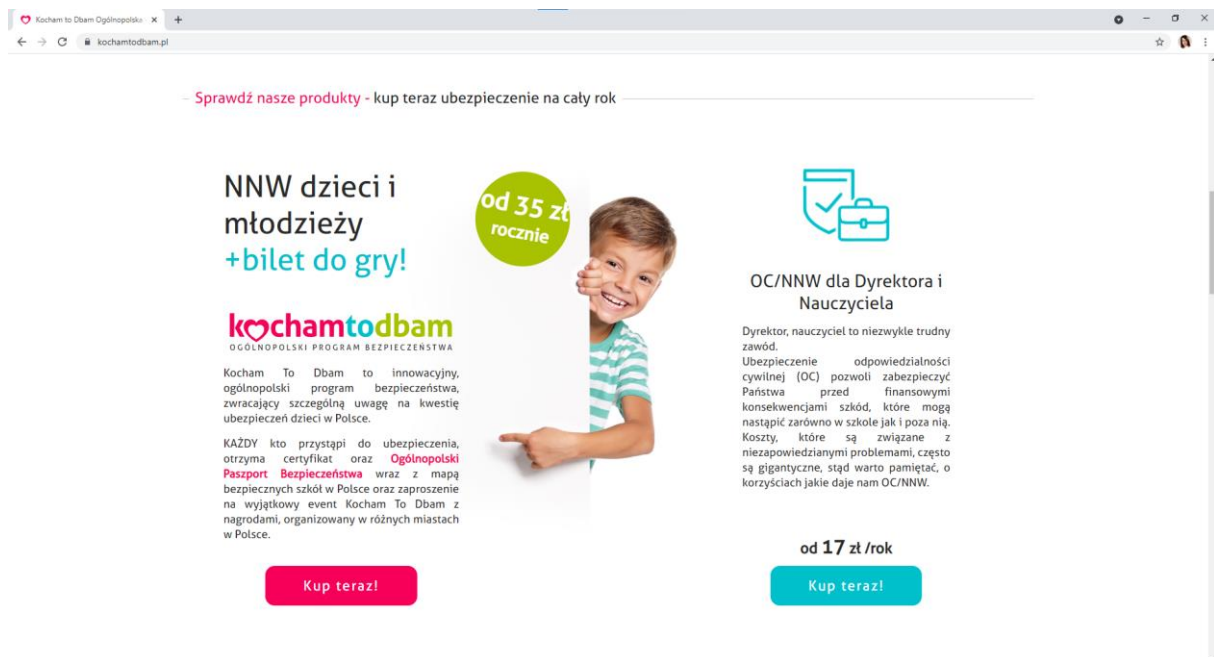 Kocham to Dbam Ogólnopolsk
kochamtodbam.pl
Sprawdź nasze produkty - kup teraz ubezpieczenie na cały rok
NNW dzieci i
młodzieży
+bilet do gry!
od 35 zł
rocznie
kochamtodbam
OGÓLNOPOLSKI PROGRAM BEZPIECZEŃSTWA
Kocham To Dbam to innowacyjny,
ogólnopolski program bezpieczeństwa,
zwracający szczególną uwagę na kwestię
ubezpieczeń dzieci w Polsce.
KAŻDY kto przystąpi do ubezpieczenia,
otrzyma certyfikat oraz Ogólnopolski
Paszport Bezpieczeństwa wraz z mapą
bezpiecznych szkół w Polsce oraz zaproszenie
na wyjątkowy event Kocham To Dbam z
nagrodami, organizowany w różnych miastach
w Polsce.
Kup teraz!
OC/NNW dla Dyrektora i
Nauczyciela
Dyrektor, nauczyciel to niezwykle trudny
zawód.
Ubezpieczenie odpowiedzialności
cywilnej (OC) pozwoli zabezpieczyć
Państwa przed finansowymi
konsekwencjami szkód, które mogą
nastąpić zarówno w szkole jak i poza nią.
Koszty, które są związane z
niezapowiedzianymi problemami, często
są gigantyczne, stąd warto pamiętać, o
korzyściach jakie daje nam OC/NNW.
od 17 zł /rok
Kup teraz!